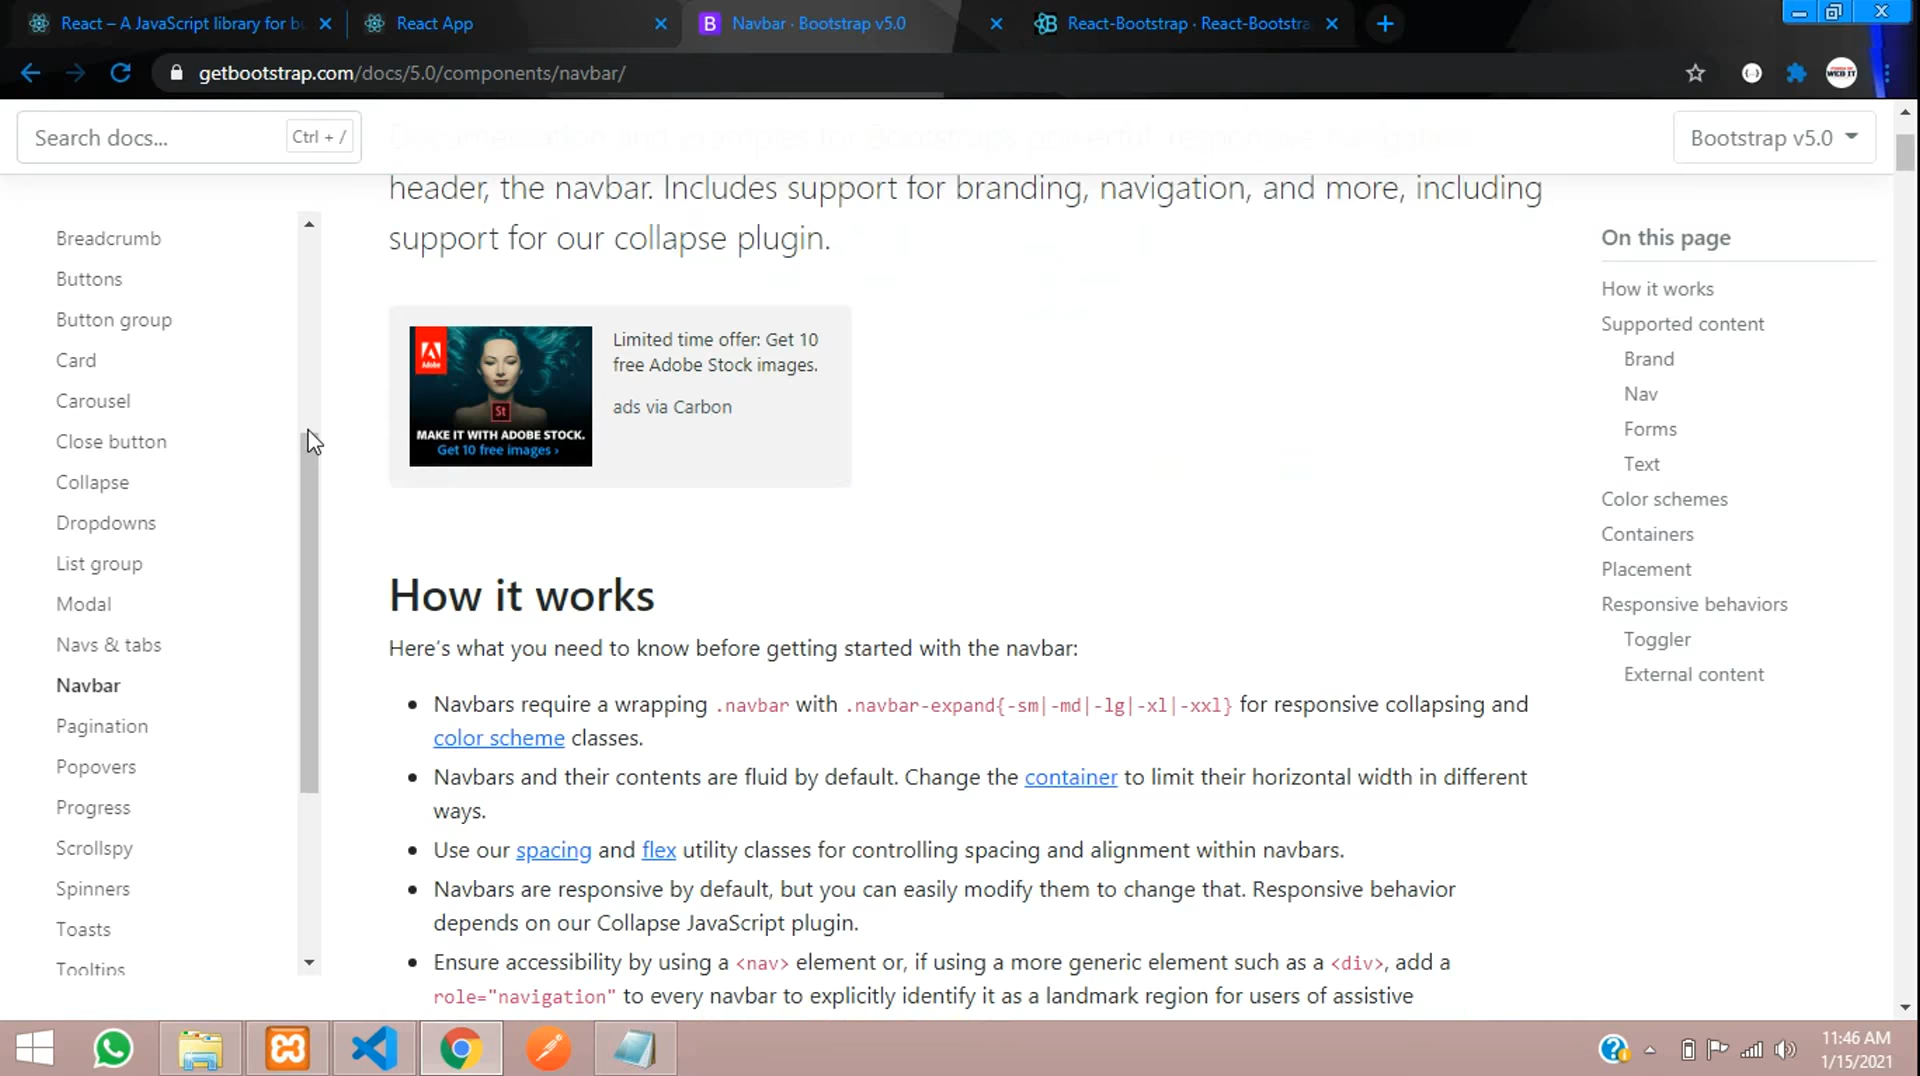 React – A JavaScript library for bu
React App
Navbar · Bootstrap v5.0
React-Bootstrap · React-Bootstra
getbootstrap.com/docs/5.0/components/navbar/
Search docs...
Ctrl + /
Documentation and examples for Bootstrap's powerful, responsive navigation
Bootstrap v5.0
header, the navbar. Includes support for branding, navigation, and more, including
support for our collapse plugin.
Breadcrumb
Buttons
Button group
Card
Carousel
Close button
Collapse
Dropdowns
List group
Modal
Navs & tabs
Navbar
Pagination
Popovers
Progress
Scrollspy
Spinners
Toasts
Tooltips
Adobe
St
MAKE IT WITH ADOBE STOCK.
Get 10 free images ›
Limited time offer: Get 10
free Adobe Stock images.
ads via Carbon
How it works
Here's what you need to know before getting started with the navbar:
Navbars require a wrapping .navbar with .navbar-expand{-sm|-md|-lg|-xl|-xxl} for responsive collapsing and
color scheme classes.
Navbars and their contents are fluid by default. Change the container to limit their horizontal width in different
ways.
Use our spacing and flex utility classes for controlling spacing and alignment within navbars.
Navbars are responsive by default, but you can easily modify them to change that. Responsive behavior
depends on our Collapse JavaScript plugin.
Ensure accessibility by using a <nav> element or, if using a more generic element such as a <div>, add a
role="navigation" to every navbar to explicitly identify it as a landmark region for users of assistive
On this page
How it works
Supported content
Brand
Nav
Forms
Text
Color schemes
Containers
Placement
Responsive behaviors
Toggler
External content
11:46 AM
1/15/2021